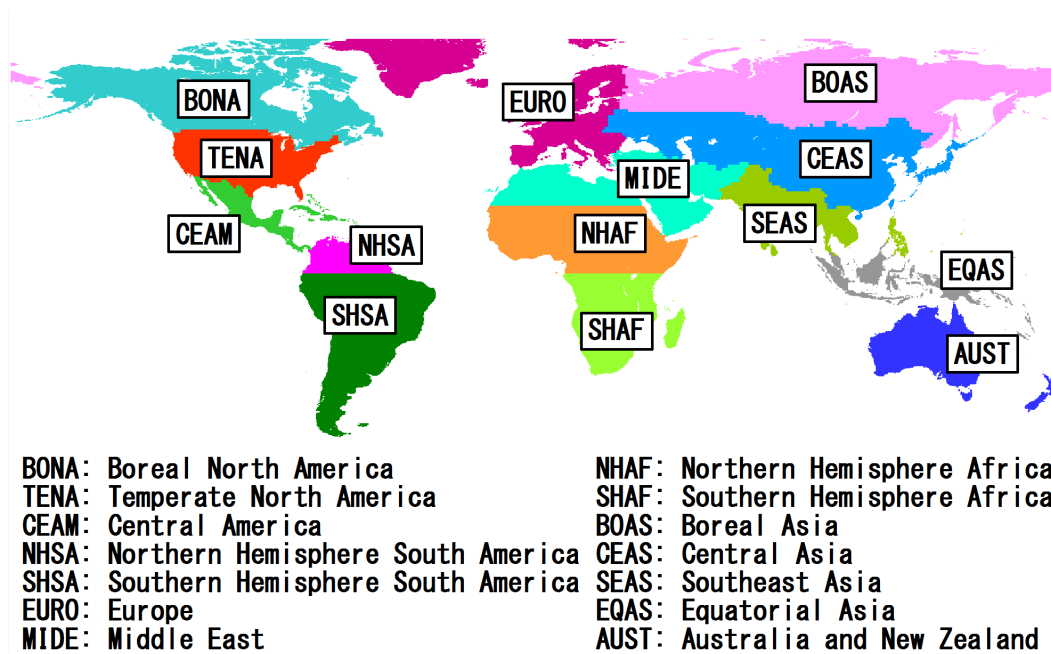 BONA
BOAS
EURO
TENA
CEAS
MIDE
SEAS
CEAM
NHSA
NHAF
EQAS
SHSA
SHAF
AUST
BONA: Boreal North America
TENA: Temperate North America
CEAM: Central America
NHSA: Northern Hemisphere South America
SHSA: Southern Hemisphere South America
EURO: Europe
MIDE: Middle East
NHAF: Northern Hemisphere Africa
SHAF: Southern Hemisphere Africa
BOAS: Boreal Asia
CEAS: Central Asia
SEAS: Southeast Asia
EQAS: Equatorial Asia
AUST: Australia and New Zealand